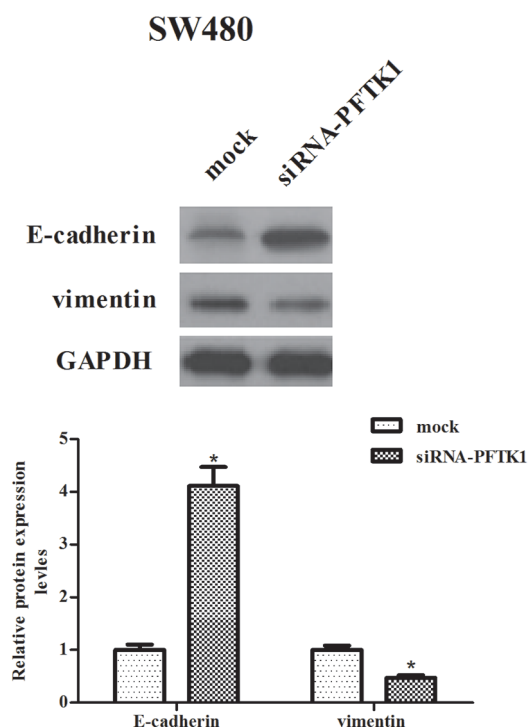 SW480
mock
siRNA-PFTK1
E-cadherin
vimentin
GAPDH
mock
siRNA-PFTK1
Relative protein expression
levles
5
4
3
2
1
0
*
*
E-cadherin
vimentin